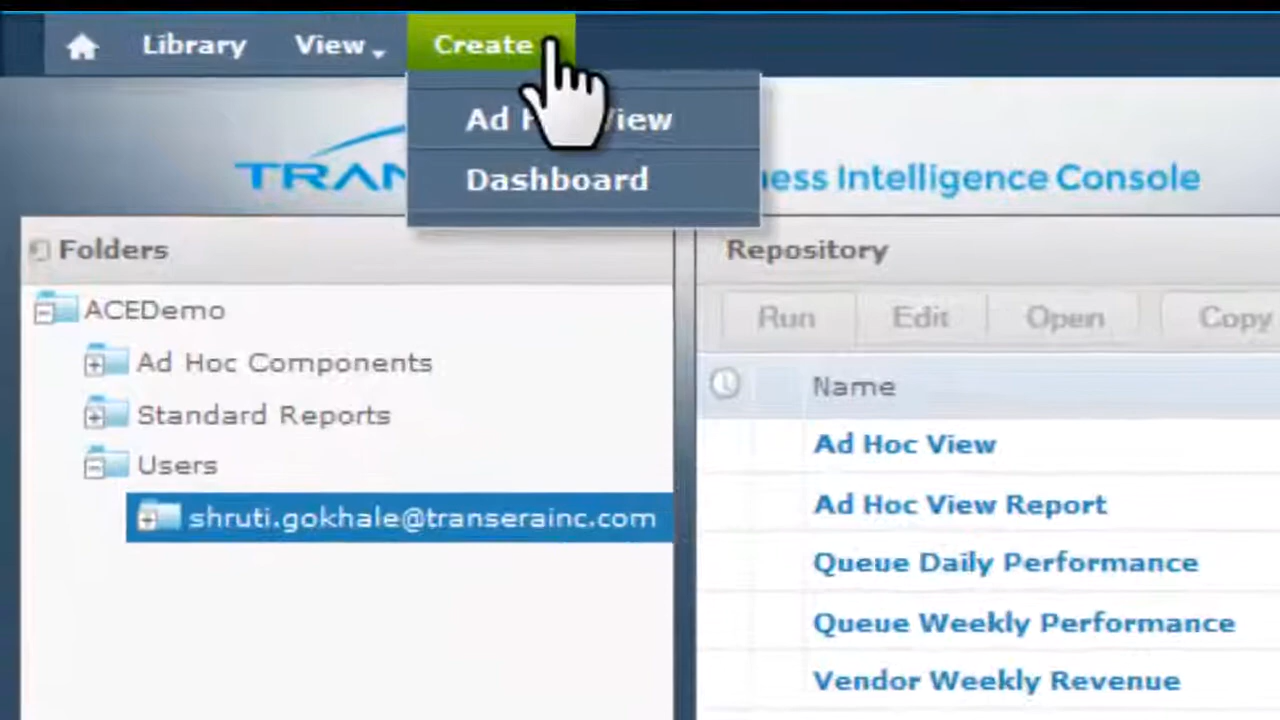 Library View Create
Ad View
Dashboard
Intelligence Console
Folders
Repository
ACEDemo
Run Edit Open Copy
Ad Hoc Components
Name
Standard Reports
Ad Hoc View
Users
Ad Hoc View Report
shruti.gokhale@transerainc.com
Queue Daily Performance
Queue Weekly Performance
Vendor Weekly Revenue